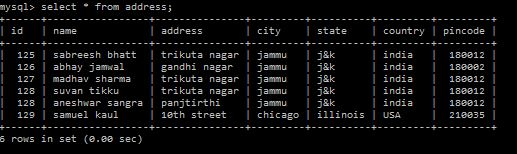 mysql> select * from address;
+------+----------------+---------------+---------+----------+---------+---------+
| id | name | address | city | state | country | pincode |
+------+----------------+---------------+---------+----------+---------+---------+
| 125 | sabreesh bhatt | trikuta nagar | jammu | j&k | india | 180012 |
| 126 | abhay jamwal | gandhi nagar | jammu | j&k | india | 180002 |
| 127 | madhav sharma | trikuta nagar | jammu | j&k | india | 180012 |
| 128 | suvan tikku | trikuta nagar | jammu | j&k | india | 180012 |
| 128 | aneshwar sangra | panjtirthi | jammu | j&k | india | 180012 |
| 129 | samuel kaul | 10th street | chicago | illinois | USA | 210035 |
+------+----------------+---------------+---------+----------+---------+---------+
6 rows in set (0.00 sec)